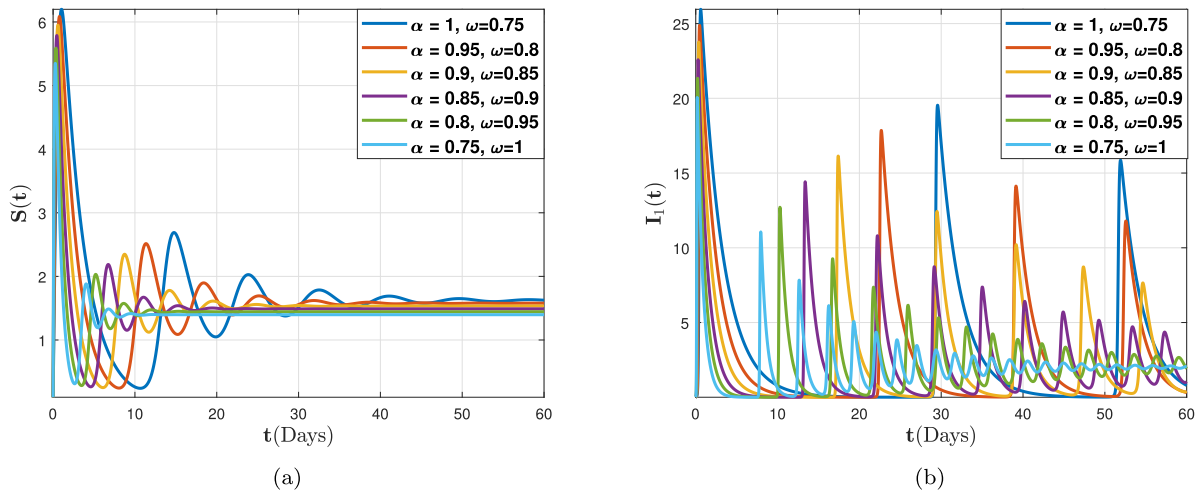 6
5
4
3
2
1
S(t)
0
10
20
30
40
50
60
t(Days)
α = 1, ω=0.75
α = 0.95, ω=0.8
α = 0.9, ω=0.85
α = 0.85, ω=0.9
α = 0.8, ω=0.95
α = 0.75, ω=1
(a)
25
20
15
10
5
I₁(t)
0
10
20
30
40
50
60
t(Days)
α = 1, ω=0.75
α = 0.95, ω=0.8
α = 0.9, ω=0.85
α = 0.85, ω=0.9
α = 0.8, ω=0.95
α = 0.75, ω=1
(b)